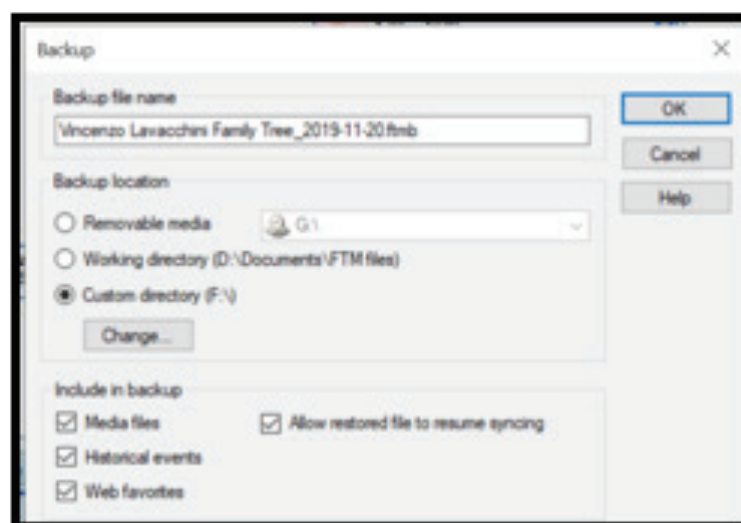 Backup
Backup file name
OK
Vincenzo Lavacchini Family Tree_2019-11-20.ftmb
Cancel
Backup location
Help
Removable media G:\
Working directory (D:\Documents\FTM files)
Custom directory (F:\)
Change...
Include in backup
Media files Allow restored file to resume syncing
Historical events
Web favorites